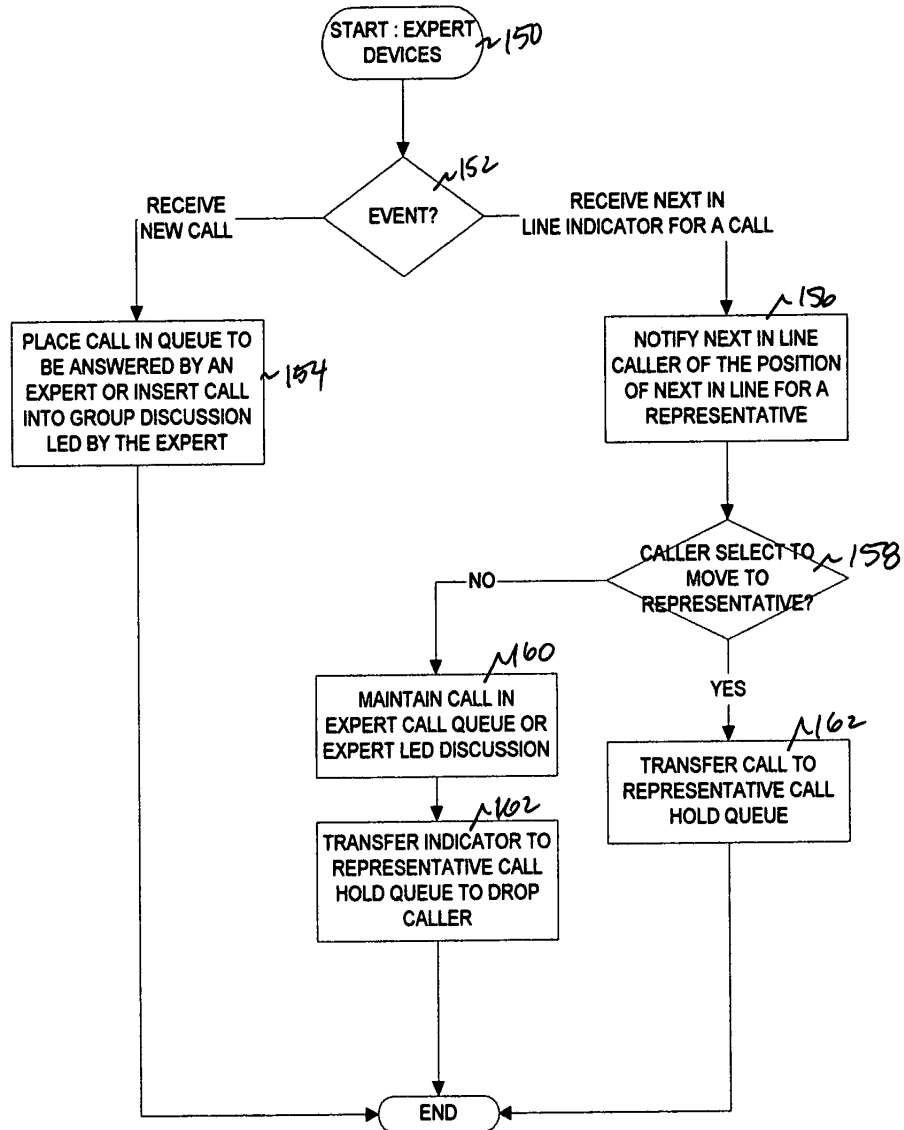 START : EXPERT
DEVICES
~150
EVENT?
~152
RECEIVE
NEW CALL
RECEIVE NEXT IN
LINE INDICATOR FOR A CALL
PLACE CALL IN QUEUE TO
BE ANSWERED BY AN
EXPERT OR INSERT CALL
INTO GROUP DISCUSSION
LED BY THE EXPERT
~154
~156
NOTIFY NEXT IN LINE
CALLER OF THE POSITION
OF NEXT IN LINE FOR A
REPRESENTATIVE
CALLER SELECT TO
MOVE TO
REPRESENTATIVE?
~158
NO
YES
~160
MAINTAIN CALL IN
EXPERT CALL QUEUE OR
EXPERT LED DISCUSSION
~162
TRANSFER CALL TO
REPRESENTATIVE CALL
HOLD QUEUE
~162
TRANSFER INDICATOR TO
REPRESENTATIVE CALL
HOLD QUEUE TO DROP
CALLER
END